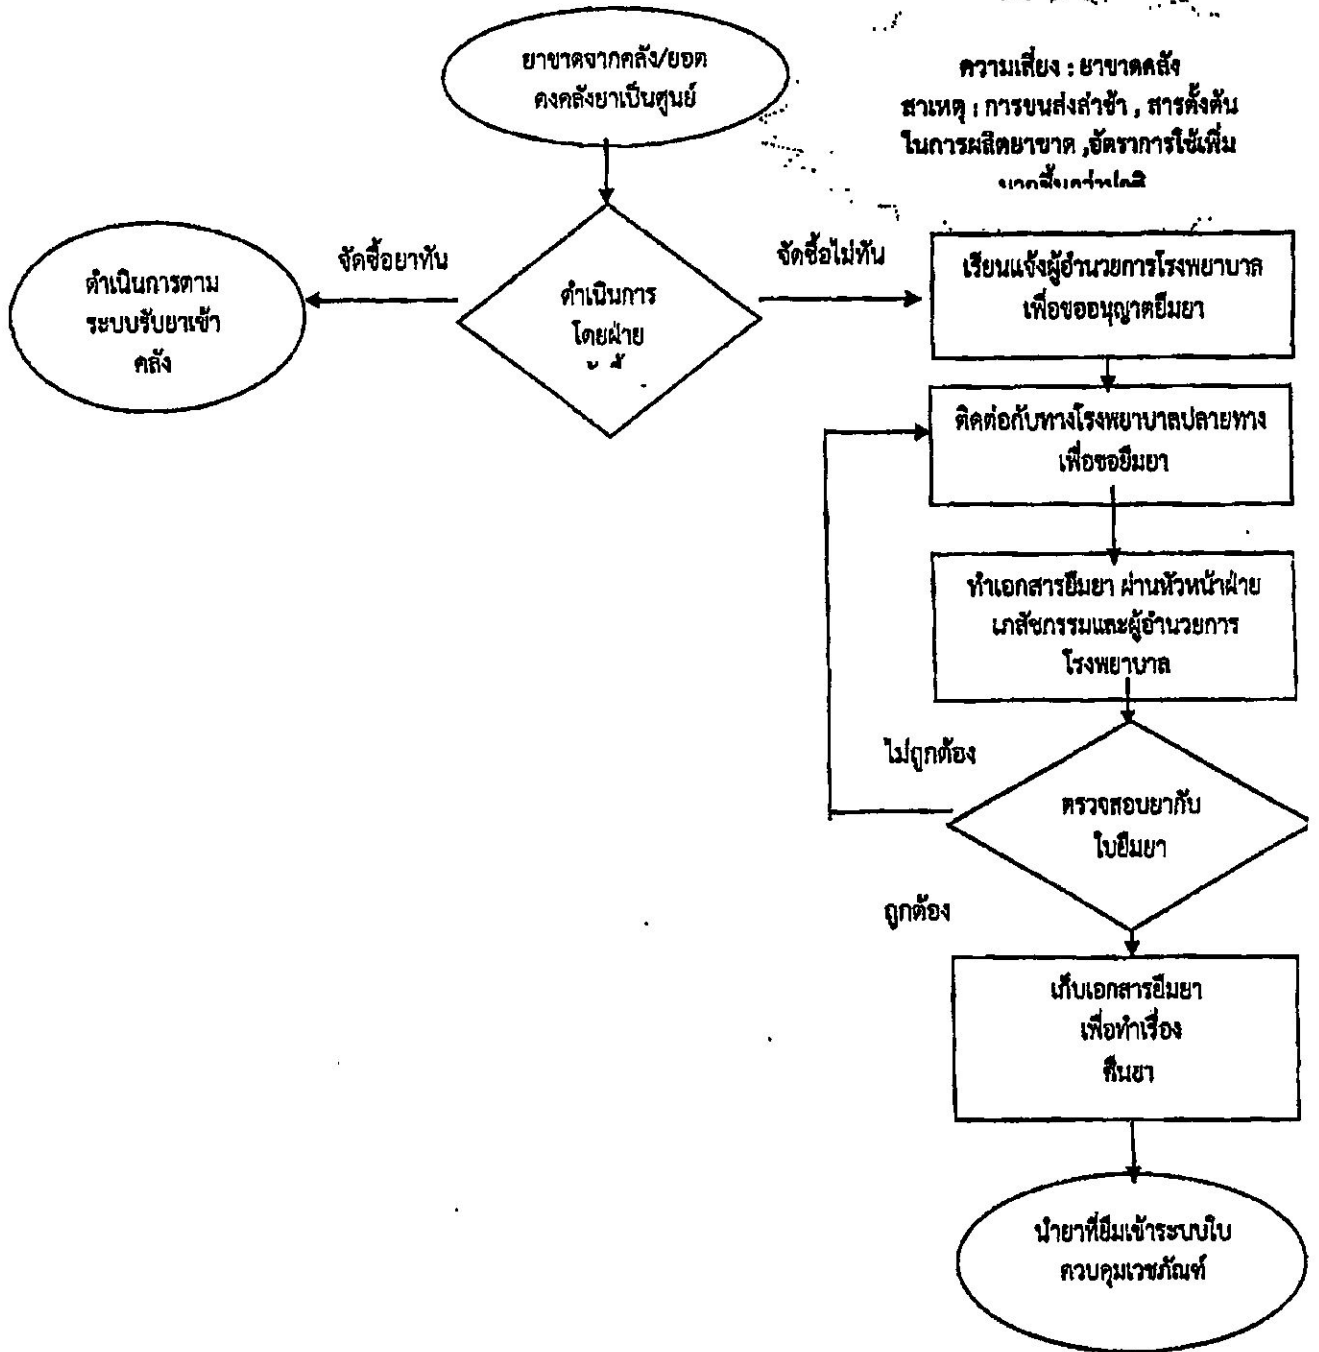 ยาขาดจากคลัง/ยอด
คงคลังยาเป็นศูนย์
ความเสี่ยง : ยาขาดคลัง
สาเหตุ : การขนส่งล่าช้า , สารตั้งต้น
ในการผลิตยาขาด ,อัตราการใช้เพิ่ม
มากขึ้นกว่าปกติ
จัดซื้อยาทัน
จัดซื้อไม่ทัน
ดำเนินการตาม
ระบบรับยาเข้า
คลัง
ดำเนินการ
โดยฝ่าย
เรียนแจ้งผู้อำนวยการโรงพยาบาล
เพื่อขออนุญาตยืมยา
ติดต่อกับทางโรงพยาบาลปลายทาง
เพื่อขอยืมยา
ทำเอกสารยืมยา ผ่านหัวหน้าฝ่าย
เภสัชกรรมและผู้อำนวยการ
โรงพยาบาล
ไม่ถูกต้อง
ตรวจสอบยากับ
ใบยืมยา
ถูกต้อง
เก็บเอกสารยืมยา
เพื่อทำเรื่อง
คืนยา
นำยาที่ยืมเข้าระบบใบ
ควบคุมเวชภัณฑ์